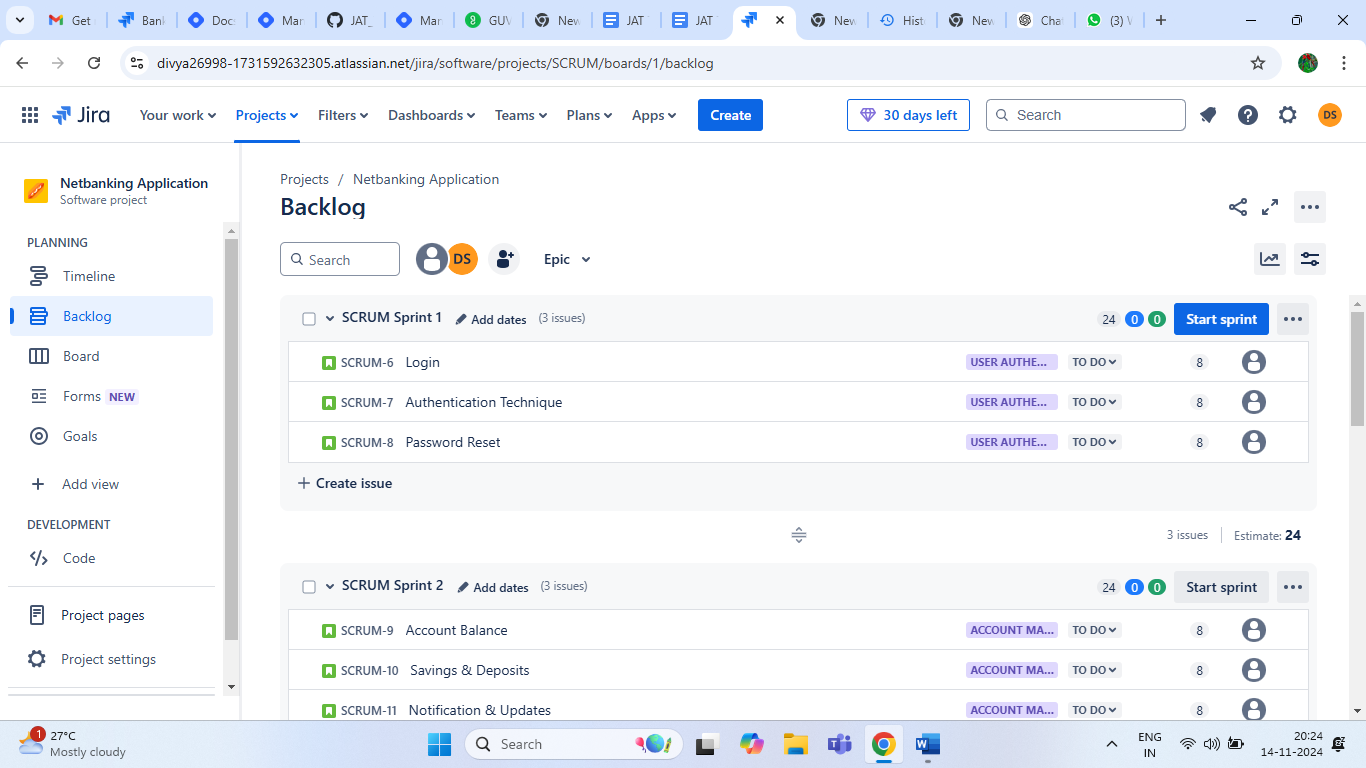 Get
Bank
Docs
Mar
JAT_
Mar
GUV
New
JAT
JAT
New
Hist
New
Cha
(3)
divya26998-1731592632305.atlassian.net/jira/software/projects/SCRUM/boards/1/backlog
Jira Your work Projects Filters Dashboards Teams Plans Apps Create 30 days left Search DS
Netbanking Application
Software project
PLANNING
Timeline
Backlog
Board
Forms NEW
Goals
Add view
DEVELOPMENT
Code
Project pages
Project settings
Projects / Netbanking Application
Backlog
Search DS Epic
SCRUM Sprint 1 Add dates (3 issues) 24 0 0 Start sprint
SCRUM-6 Login USER AUTHE... TO DO 8
SCRUM-7 Authentication Technique USER AUTHE... TO DO 8
SCRUM-8 Password Reset USER AUTHE... TO DO 8
+ Create issue
3 issues Estimate: 24
SCRUM Sprint 2 Add dates (3 issues) 24 0 0 Start sprint
SCRUM-9 Account Balance ACCOUNT MA... TO DO 8
SCRUM-10 Savings & Deposits ACCOUNT MA... TO DO 8
SCRUM-11 Notification & Updates ACCOUNT MA... TO DO 8
1
27°C
Mostly cloudy
Search
ENG
IN
20:24
14-11-2024